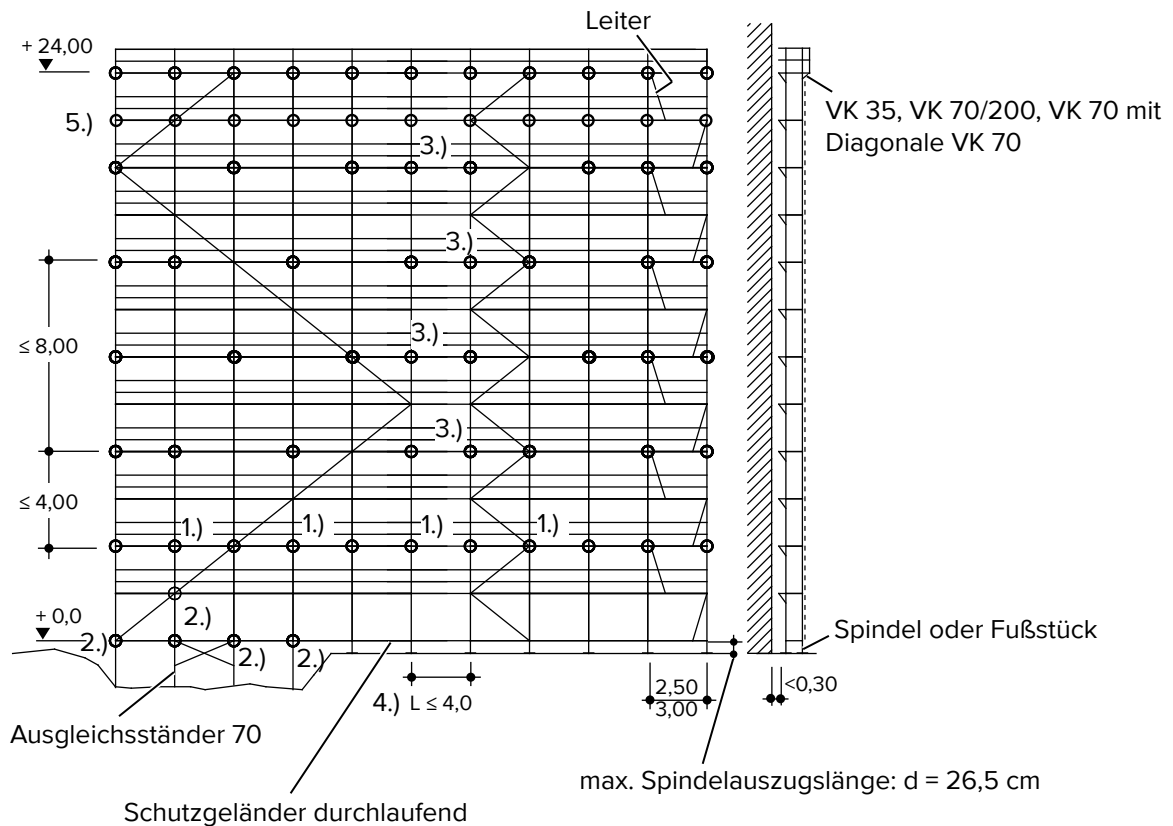 Leiter
+ 24,00
VK 35, VK 70/200, VK 70 mit
Diagonale VK 70
5.)
3.)
3.)
≤ 8,00
3.)
3.)
≤ 4,00
1.) 1.) 1.) 1.)
+ 0,0
2.)
2.) 2.) 2.)
Spindel oder Fußstück
<0,30
2,50
3,00
4.) L ≤ 4,0
Ausgleichsständer 70
max. Spindelauszugslänge: d = 26,5 cm
Schutzgeländer durchlaufend